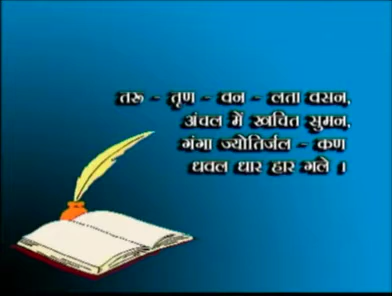 तरू - तृण - वन - लता वसन,
अंचल में खचित सुमन,
गंगा ज्योतिर्जल - कण
धवल धार हार गले ।